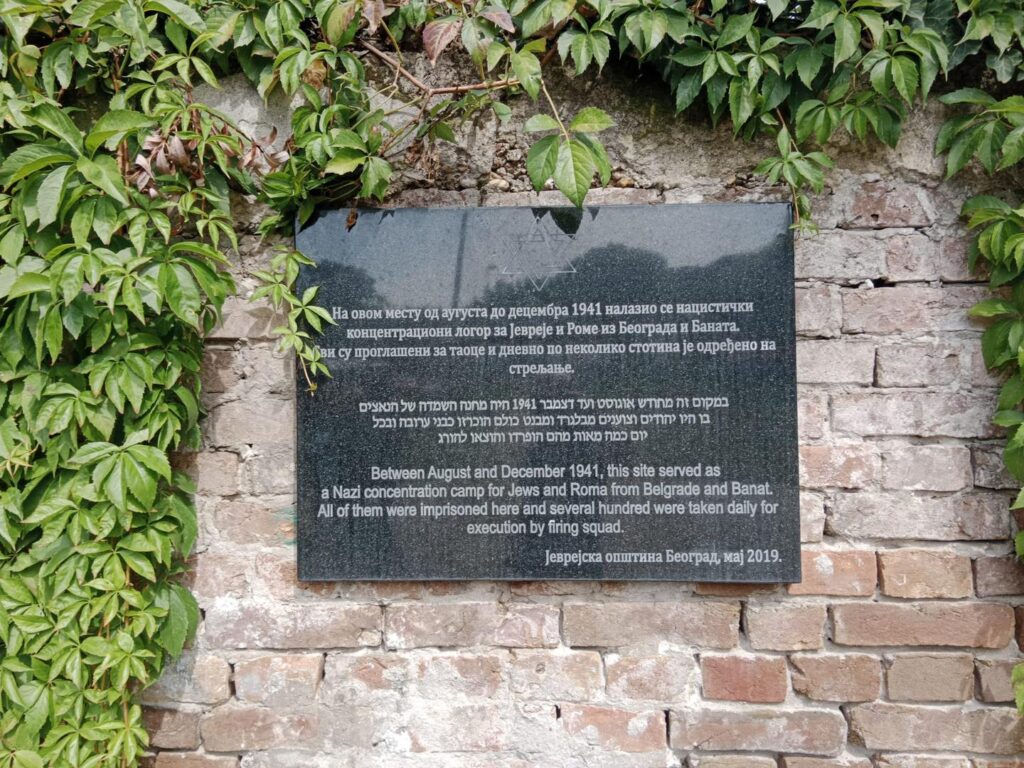 На овом месту од аугуста до децембра 1941 налазио се нацистички
концентрациони логор за Јевреје и Роме из Београда и Баната.
ви су проглашени за таоце и дневно по неколико стотина је одређено на
стрељање.
במקום זה מחודש אוגוסט ועד דצמבר 1941 היה מחנה השמדה של הנאצים
בו היו יהודים וצוענים מבלגרד ומבנט כולם הוכרזו כבני ערובה ובכל
יום כמה מאות מהם הופרדו והוצאו להורג
Between August and December 1941, this site served as
a Nazi concentration camp for Jews and Roma from Belgrade and Banat.
All of them were imprisoned here and several hundred were taken daily for
execution by firing squad.
Јеврејска општина Београд, мај 2019.